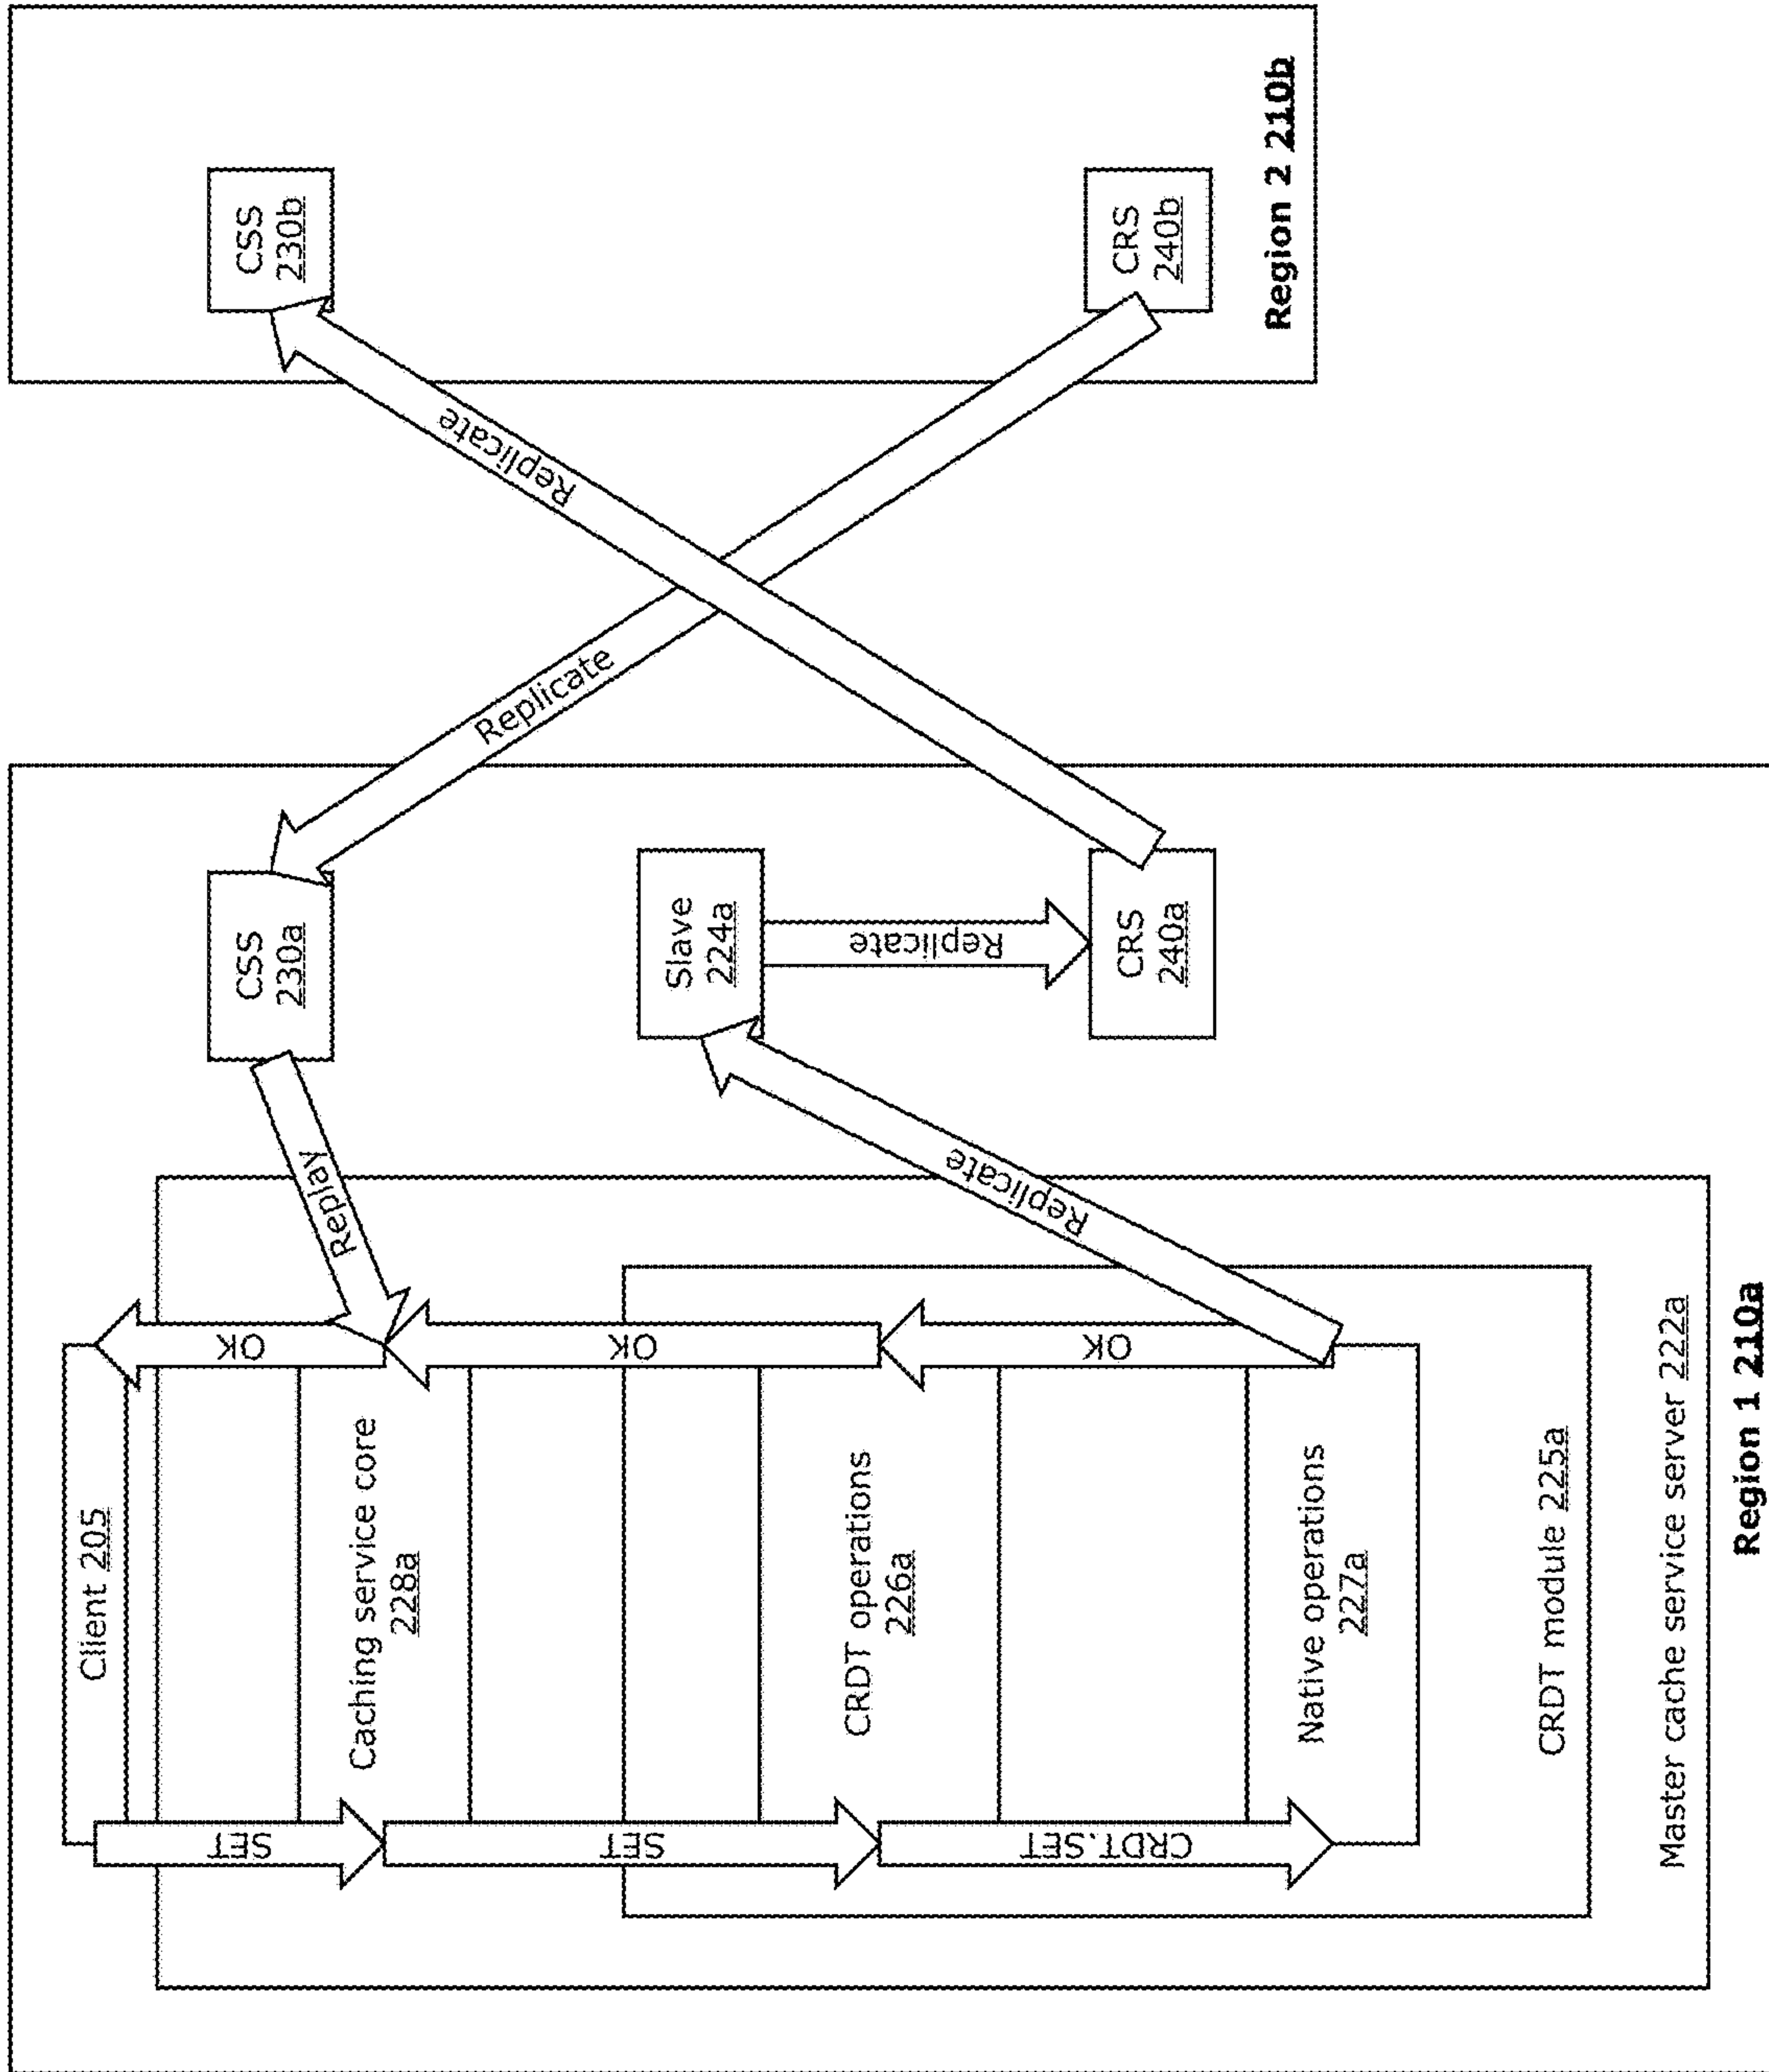 Client 205
SET
OK
Caching service core
228a
SET
OK
CRDT operations
226a
CRDT.SET
OK
Native operations
227a
CRDT module 225a
Master cache service server 222a
Region 1 210a
Replay
Replicate
CSS
230a
Slave
224a
Replicate
CRS
240a
Replicate
Replicate
CSS
230b
CRS
240b
Region 2 210b